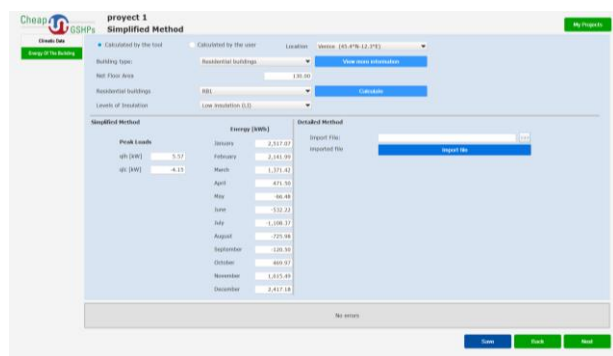 Cheap GSHPs
proyect 1
Simplified Method
My Projects
Climatic Data
Energy Of The Building
Calculated by the tool
Calculated by the user
Location
Venice [45.4°N-12.3°E]
Building type:
Residential buildings
View more information
Net Floor Area
Residential buildings
RB1
Calculate
Levels of Insulation
Low insulation (LI)
Simplified Method
Detailed Method
Energy [kWh]
Import File:
Imported file
Import file
Peak Loads
qh [kW] 5.57
qc [kW] -4.15
January 2,517.07
February 2,141.99
March 1,371.42
April 471.50
May -66.48
June -532.22
July -1,108.37
August -725.98
September -120.50
October 469.97
November 1,615.49
December 2,417.18
No errors
Save
Back
Next